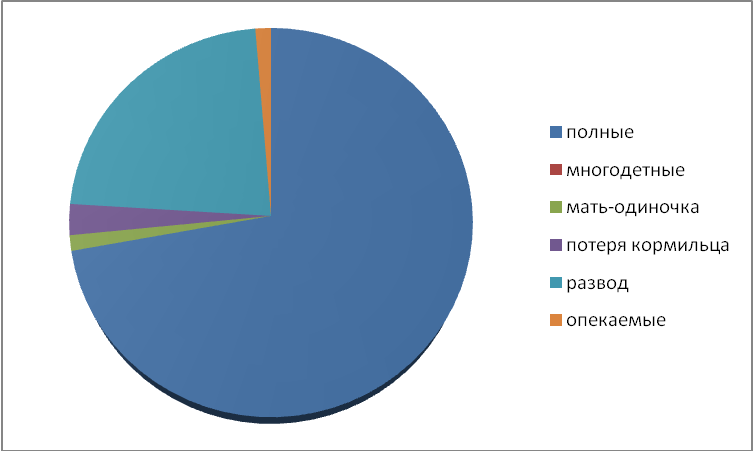 полные
многодетные
мать-одиночка
потеря кормильца
развод
опекаемые